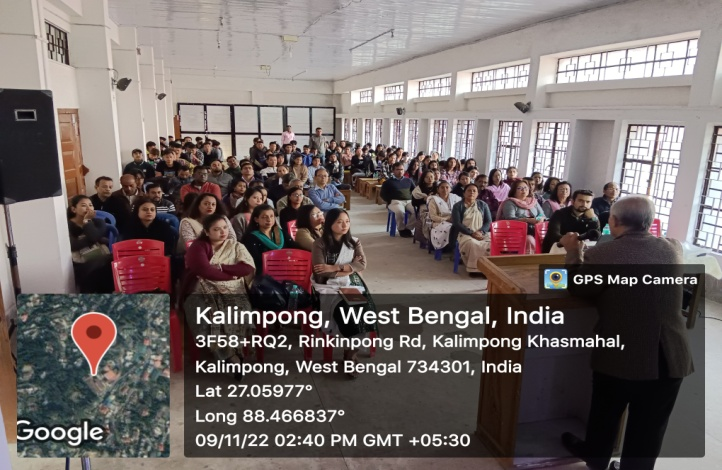 GPS Map Camera
Kalimpong, West Bengal, India
3F58+RQ2, Rinkinpong Rd, Kalimpong Khasmahal,
Kalimpong, West Bengal 734301, India
Lat 27.05977°
Long 88.466837°
09/11/22 02:40 PM GMT +05:30
Google